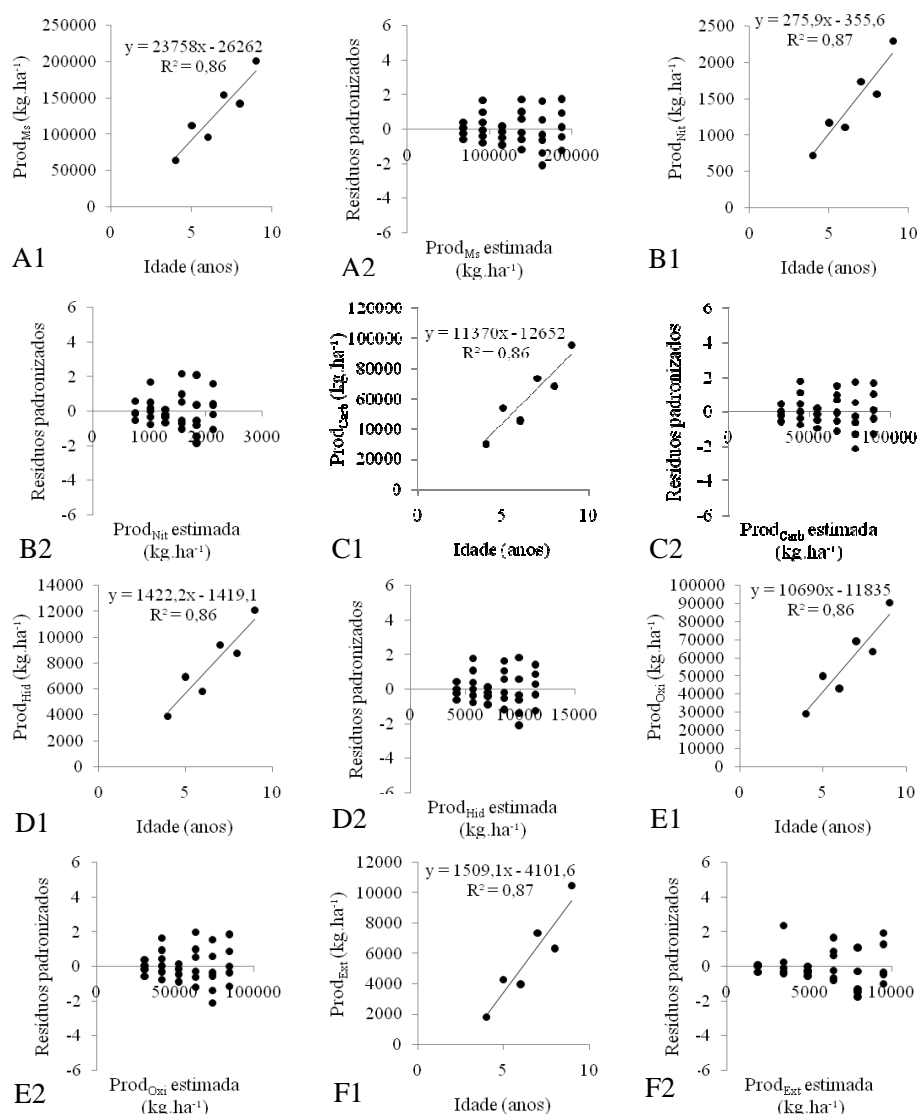 250000
200000
150000
100000
50000
0
y = 23758x - 26262
R² = 0,86
Prod_Ms (kg.ha⁻¹)
0 5 10
Idade (anos)
A1
6
4
2
0
-2
-4
-6
0 100000 200000
Resíduos padronizados
Prod_Ms estimada
(kg.ha⁻¹)
A2
2500
2000
1500
1000
500
0
y = 275,9x - 355,6
R² = 0,87
Prod_Nit (kg.ha⁻¹)
0 5 10
Idade (anos)
B1
6
4
2
0
-2
-4
-6
0 1000 2000 3000
Resíduos padronizados
Prod_Nit estimada
(kg.ha⁻¹)
B2
120000
100000
80000
60000
40000
20000
0
y = 11370x - 12652
R² = 0,86
Prod_Carb (kg.ha⁻¹)
0 5 10
Idade (anos)
C1
6
4
2
0
-2
-4
-6
0 50000 100000
Resíduos padronizados
Prod_Carb estimada
(kg.ha⁻¹)
C2
14000
12000
10000
8000
6000
4000
2000
0
y = 1422,2x - 1419,1
R² = 0,86
Prod_Hid (kg.ha⁻¹)
0 5 10
Idade (anos)
D1
6
4
2
0
-2
-4
-6
0 5000 10000 15000
Resíduos padronizados
Prod_Hid estimada
(kg.ha⁻¹)
D2
100000
90000
80000
70000
60000
50000
40000
30000
20000
10000
0
y = 10690x - 11835
R² = 0,86
Prod_Oxi (kg.ha⁻¹)
0 5 10
Idade (anos)
E1
6
4
2
0
-2
-4
-6
0 50000 100000
Resíduos padronizados
Prod_Oxi estimada
(kg.ha⁻¹)
E2
12000
10000
8000
6000
4000
2000
0
y = 1509,1x - 4101,6
R² = 0,87
Prod_Ext (kg.ha⁻¹)
0 5 10
Idade (anos)
F1
6
4
2
0
-2
-4
-6
0 5000 10000
Resíduos padronizados
Prod_Ext estimada
(kg.ha⁻¹)
F2